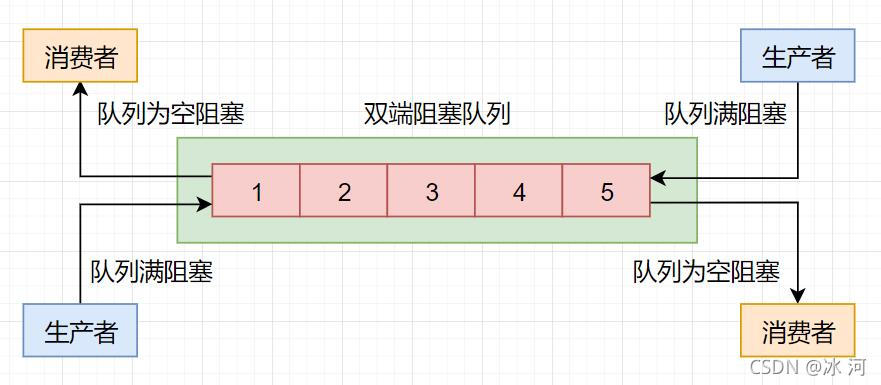 消费者
生产者
队列为空阻塞
双端阻塞队列
队列满阻塞
1 2 3 4 5
队列满阻塞
队列为空阻塞
生产者
消费者
CSDN @冰 河